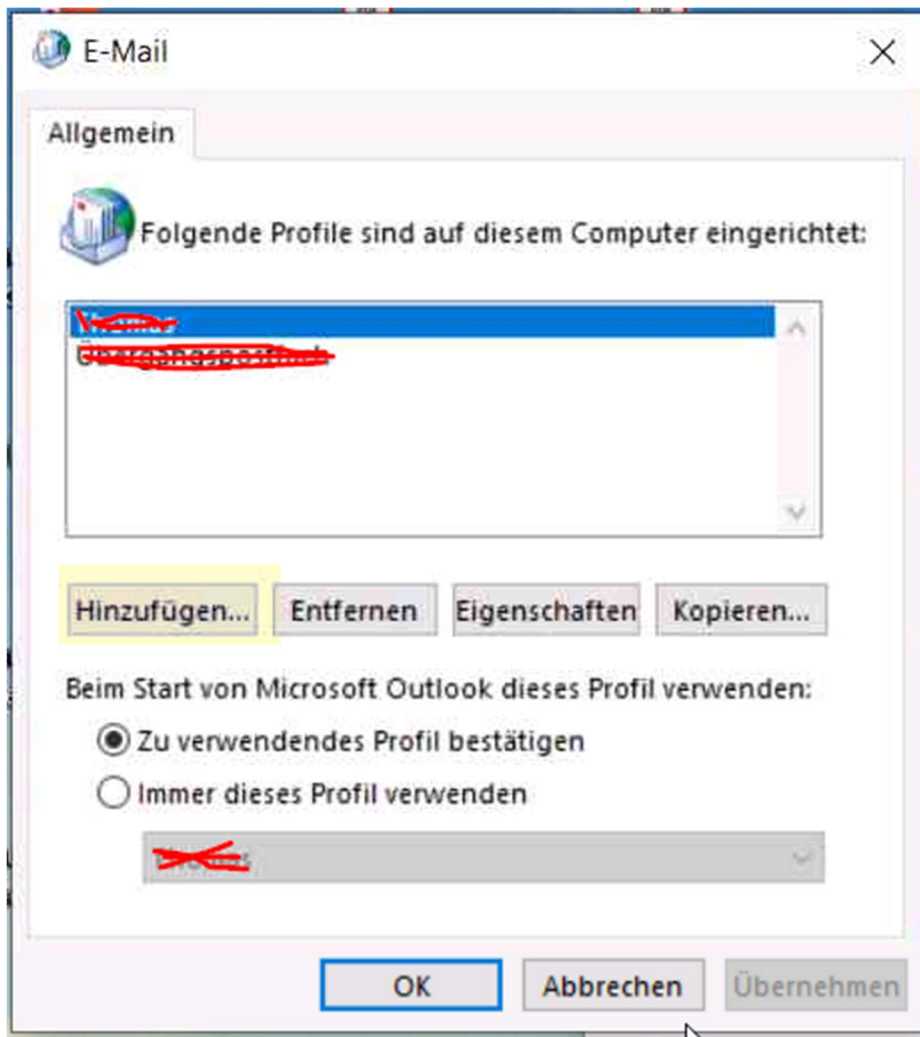 E-Mail
Allgemein
Folgende Profile sind auf diesem Computer eingerichtet:
Hinzufügen... Entfernen Eigenschaften Kopieren...
Beim Start von Microsoft Outlook dieses Profil verwenden:
Zu verwendendes Profil bestätigen
Immer dieses Profil verwenden
OK Abbrechen Übernehmen